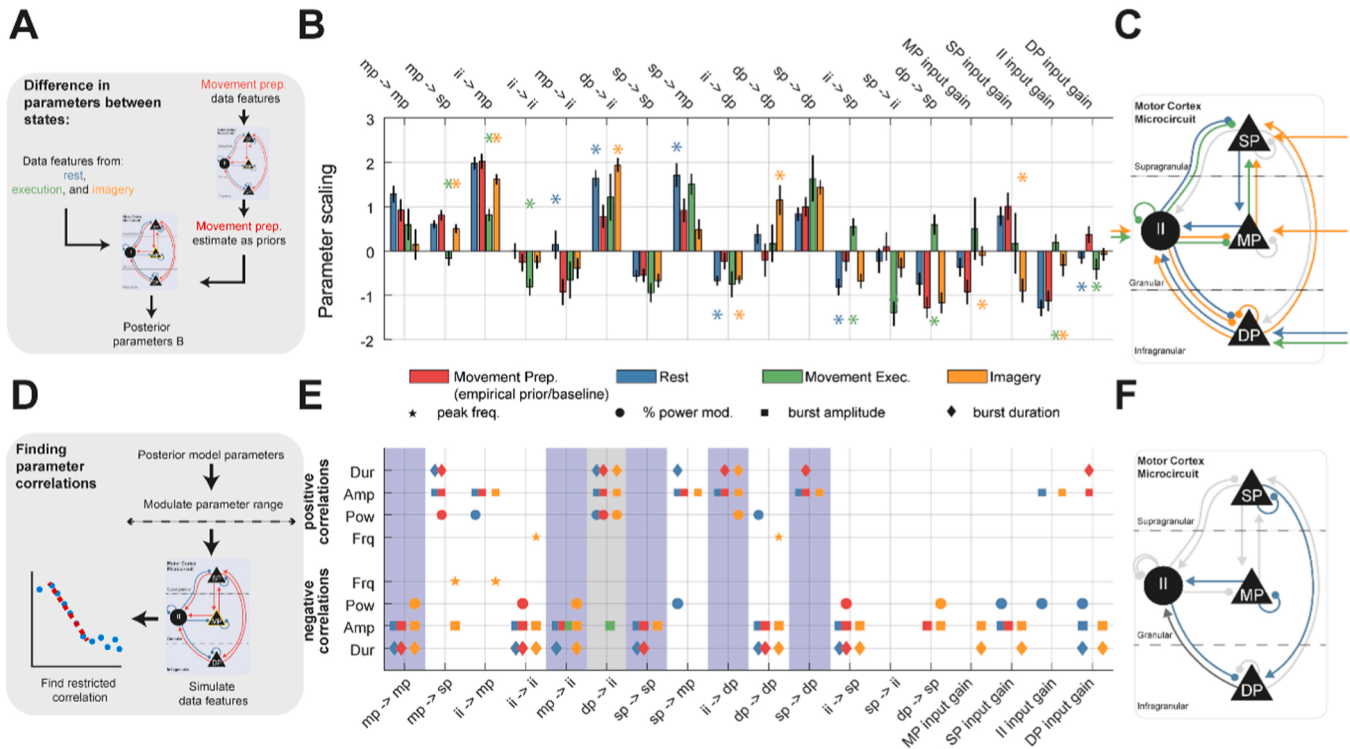 A
Difference in
parameters between
states:
Movement prep.
data features
Data features from:
rest,
execution, and imagery
Movement prep.
estimate as priors
Posterior
parameters B
B
mp -> mp
mp -> sp
ii -> mp
ii -> ii
mp -> ii
dp -> ii
sp -> sp
sp -> mp
ii -> dp
dp -> dp
sp -> dp
ii -> sp
sp -> ii
dp -> sp
MP input gain
SP input gain
II input gain
DP input gain
Parameter scaling
3
2
1
0
-1
-2
Movement Prep.
(empirical prior/baseline)
Rest
Movement Exec.
Imagery
peak freq.
% power mod.
burst amplitude
burst duration
C
Motor Cortex
Microcircuit
SP
Supragranular
II
MP
Granular
DP
Infragranular
D
Finding
parameter
correlations
Posterior model parameters
Modulate parameter range
Motor Cortex
Microcircuit
Find restricted
correlation
Simulate
data features
E
positive
correlations
Dur
Amp
Pow
Frq
negative
correlations
Frq
Pow
Amp
Dur
mp -> mp
mp -> sp
ii -> mp
ii -> ii
mp -> ii
dp -> ii
sp -> sp
sp -> mp
ii -> dp
dp -> dp
sp -> dp
ii -> sp
sp -> ii
dp -> sp
MP input gain
SP input gain
II input gain
DP input gain
F
Motor Cortex
Microcircuit
SP
Supragranular
II
MP
Granular
DP
Infragranular